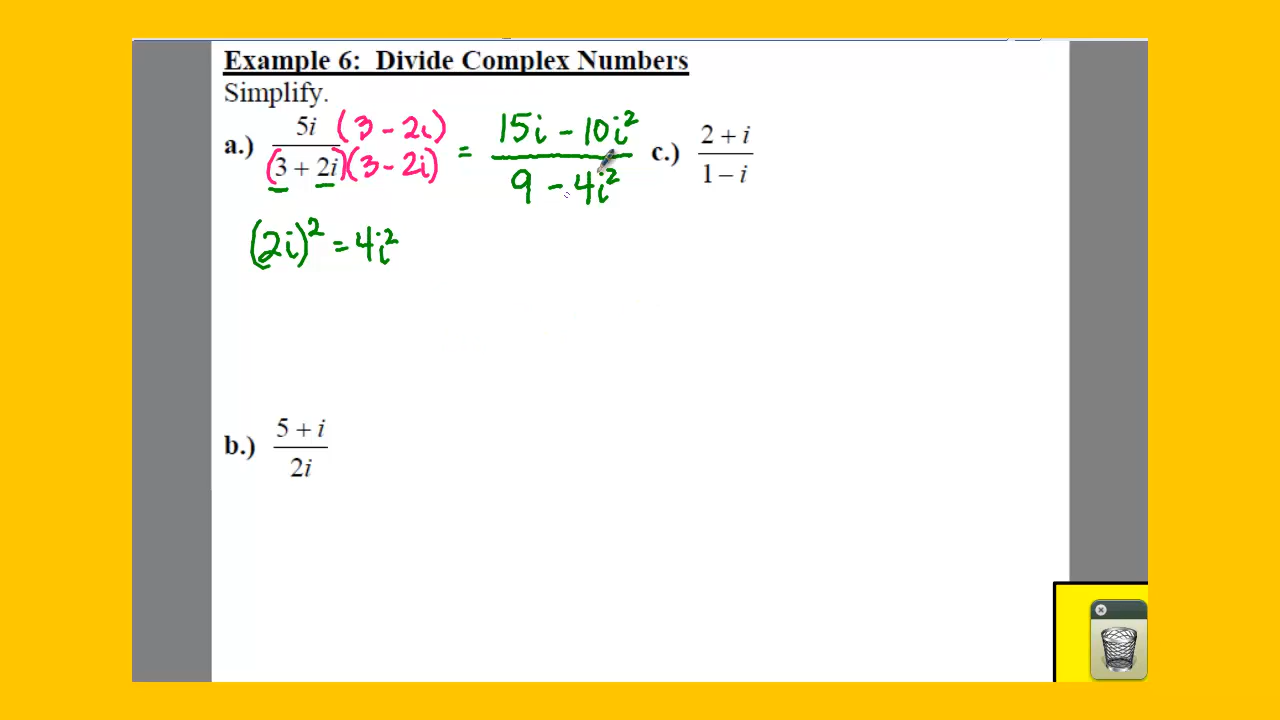 Example 6: Divide Complex Numbers
Simplify.
a.) 5i (3 - 2i) / (3 + 2i)(3 - 2i) = 15i - 10i² / 9 - 4i²
c.) 2 + i / 1 - i
(2i)² = 4i²
b.) 5 + i / 2i